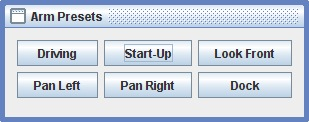 Arm Presets
Driving Start-Up Look Front
Pan Left Pan Right Dock